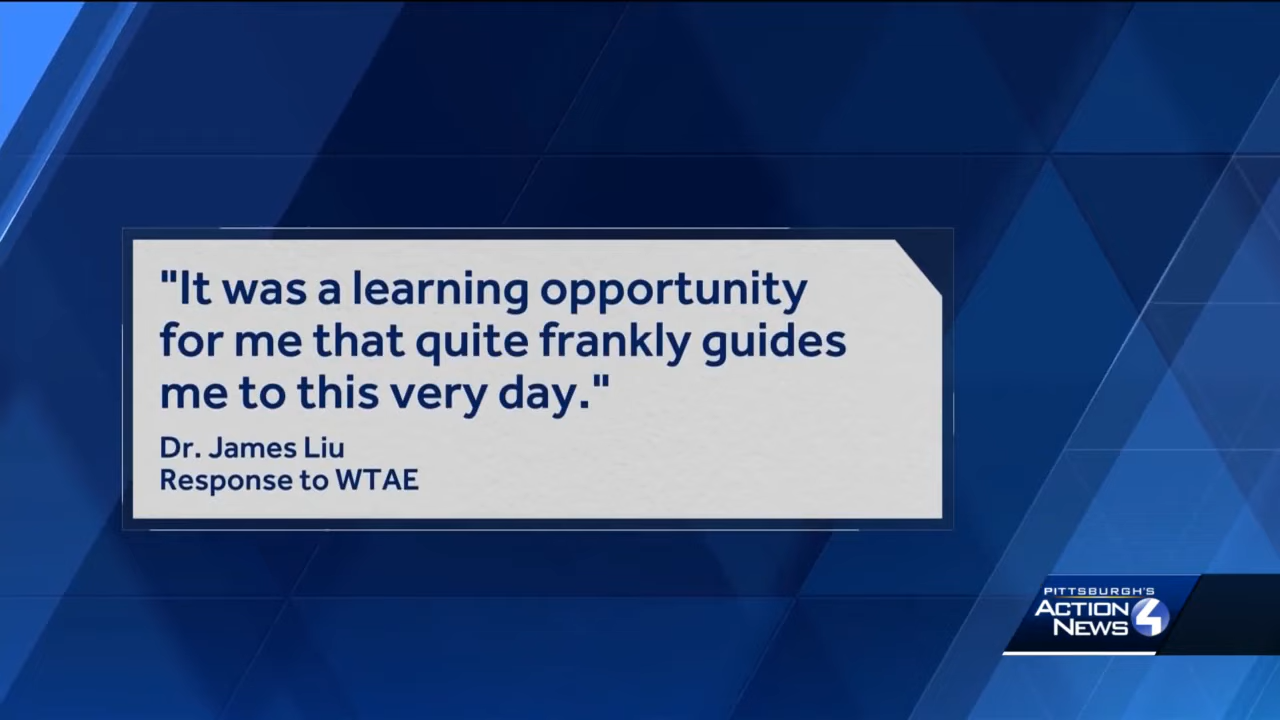 "It was a learning opportunity
for me that quite frankly guides
me to this very day."
Dr. James Liu
Response to WTAE
PITTSBURGH'S
ACTION
NEWS 4